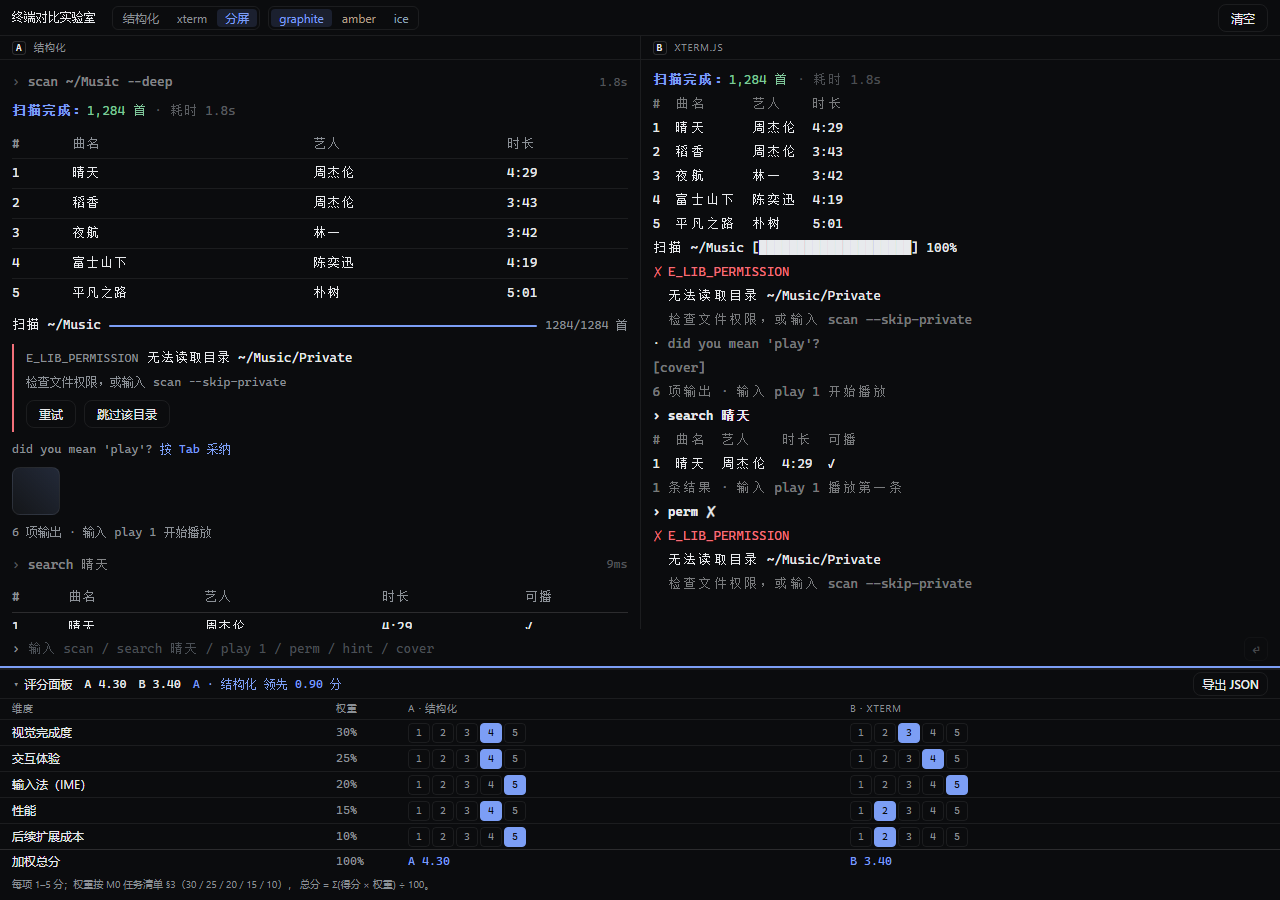 终端对比实验室 结构化 xterm 分屏 graphite amber ice 清空
A 结构化
› scan ~/Music --deep 1.8s
扫描完成: 1,284 首 · 耗时 1.8s
# 曲名 艺人 时长
1 晴天 周杰伦 4:29
2 稻香 周杰伦 3:43
3 夜航 林一 3:42
4 富士山下 陈奕迅 4:19
5 平凡之路 朴树 5:01
扫描 ~/Music 1284/1284 首
E_LIB_PERMISSION 无法读取目录 ~/Music/Private
检查文件权限，或输入 scan --skip-private
重试 跳过该目录
did you mean 'play'? 按 Tab 采纳
6 项输出 · 输入 play 1 开始播放
› search 晴天 9ms
# 曲名 艺人 时长 可播
1 晴天 周杰伦 4:29 ✓
B XTERM.JS
扫描完成: 1,284 首 · 耗时 1.8s
# 曲名 艺人 时长
1 晴天 周杰伦 4:29
2 稻香 周杰伦 3:43
3 夜航 林一 3:42
4 富士山下 陈奕迅 4:19
5 平凡之路 朴树 5:01
扫描 ~/Music [████████████████████] 100%
✗ E_LIB_PERMISSION
无法读取目录 ~/Music/Private
检查文件权限，或输入 scan --skip-private
· did you mean 'play'?
[cover]
6 项输出 · 输入 play 1 开始播放
› search 晴天
# 曲名 艺人 时长 可播
1 晴天 周杰伦 4:29 ✓
1 条结果 · 输入 play 1 播放第一条
› perm ✗
✗ E_LIB_PERMISSION
无法读取目录 ~/Music/Private
检查文件权限，或输入 scan --skip-private
› 输入 scan / search 晴天 / play 1 / perm / hint / cover ↵
▾ 评分面板 A 4.30 B 3.40 A · 结构化 领先 0.90 分 导出 JSON
维度 权重 A · 结构化 B · XTERM
视觉完成度 30% 1 2 3 4 5 1 2 3 4 5
交互体验 25% 1 2 3 4 5 1 2 3 4 5
输入法（IME） 20% 1 2 3 4 5 1 2 3 4 5
性能 15% 1 2 3 4 5 1 2 3 4 5
后续扩展成本 10% 1 2 3 4 5 1 2 3 4 5
加权总分 100% A 4.30 B 3.40
每项 1–5 分；权重按 M0 任务清单 §3（30 / 25 / 20 / 15 / 10），总分 = Σ(得分 × 权重) ÷ 100。